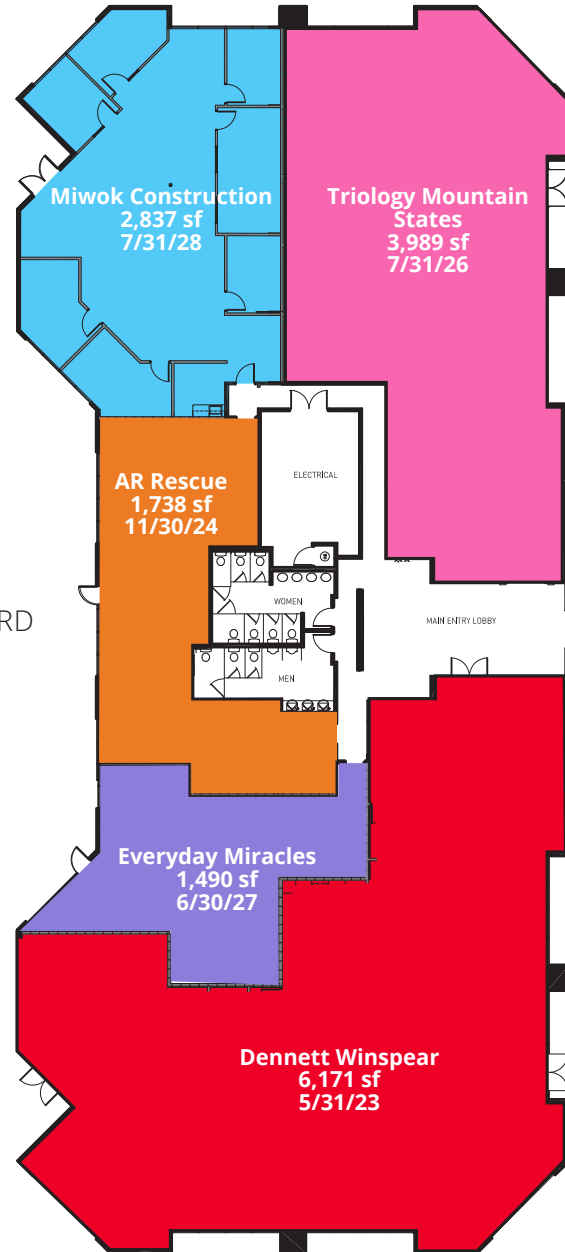 Miwok Construction
2,837 sf
7/31/28
Triology Mountain
States
3,989 sf
7/31/26
AR Rescue
1,738 sf
11/30/24
ELECTRICAL
WOMEN
RD
MAIN ENTRY LOBBY
MEN
Everyday Miracles
1,490 sf
6/30/27
Dennett Winspear
6,171 sf
5/31/23